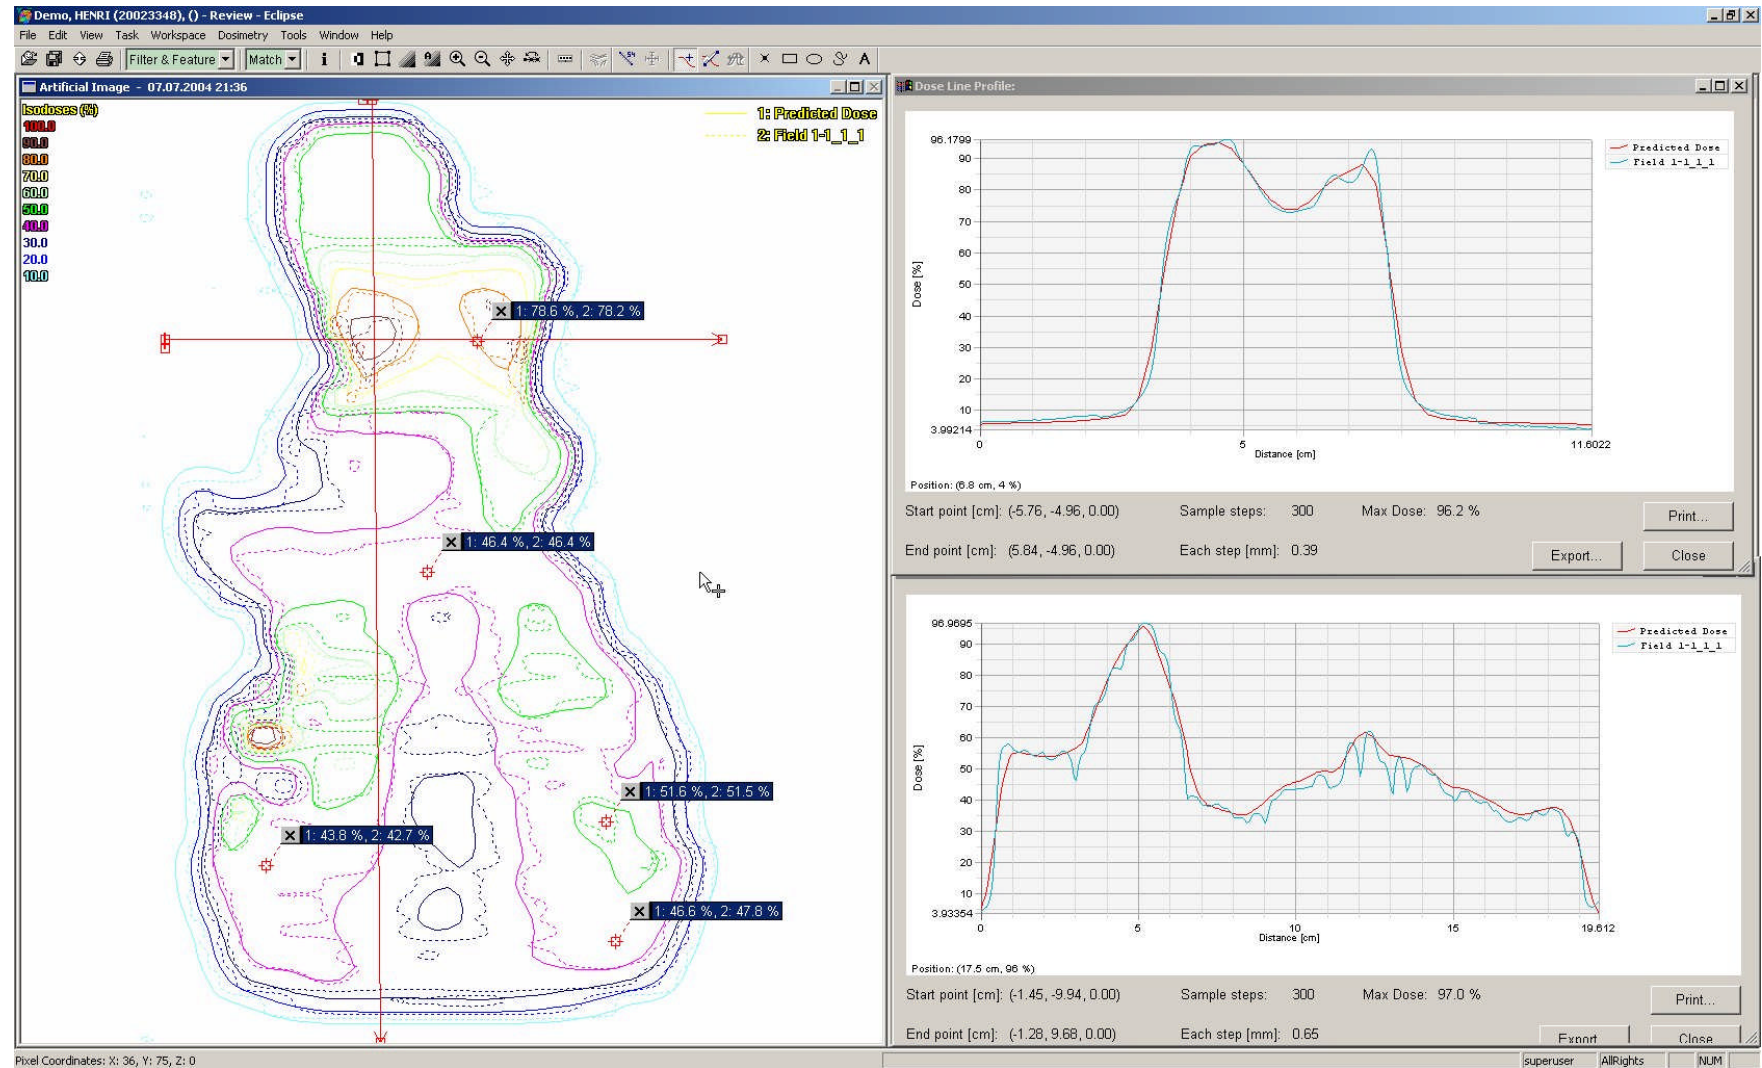 Demo, HENRI (20023348), () - Review - Eclipse
File Edit View Task Workspace Dosimetry Tools Window Help
Filter & Feature Match
Artificial Image - 07.07.2004 21:36
Isodoses (%)
100.0
90.0
80.0
70.0
60.0
50.0
40.0
30.0
20.0
10.0
1: Predicted Dose
2: Field 1-1_1_1
1: 78.6 %, 2: 78.2 %
1: 46.4 %, 2: 46.4 %
1: 51.6 %, 2: 51.5 %
1: 43.8 %, 2: 42.7 %
1: 46.6 %, 2: 47.8 %
Dose Line Profile:
96.1799
90
80
70
60
50
40
30
20
10
3.99214
Dose [%]
0 5 11.6022
Distance [cm]
Predicted Dose
Field 1-1_1_1
Position: (6.8 cm, 4 %)
Start point [cm]: (-5.76, -4.96, 0.00) Sample steps: 300 Max Dose: 96.2 %
Print...
End point [cm]: (5.84, -4.96, 0.00) Each step [mm]: 0.39
Export... Close
96.9695
90
80
70
60
50
40
30
20
10
3.93354
Dose [%]
0 5 10 15 19.612
Distance [cm]
Predicted Dose
Field 1-1_1_1
Position: (17.5 cm, 96 %)
Start point [cm]: (-1.45, -9.94, 0.00) Sample steps: 300 Max Dose: 97.0 %
Print...
End point [cm]: (-1.28, 9.68, 0.00) Each step [mm]: 0.65
Export Close
Pixel Coordinates: X: 36, Y: 75, Z: 0
superuser AllRights NUM